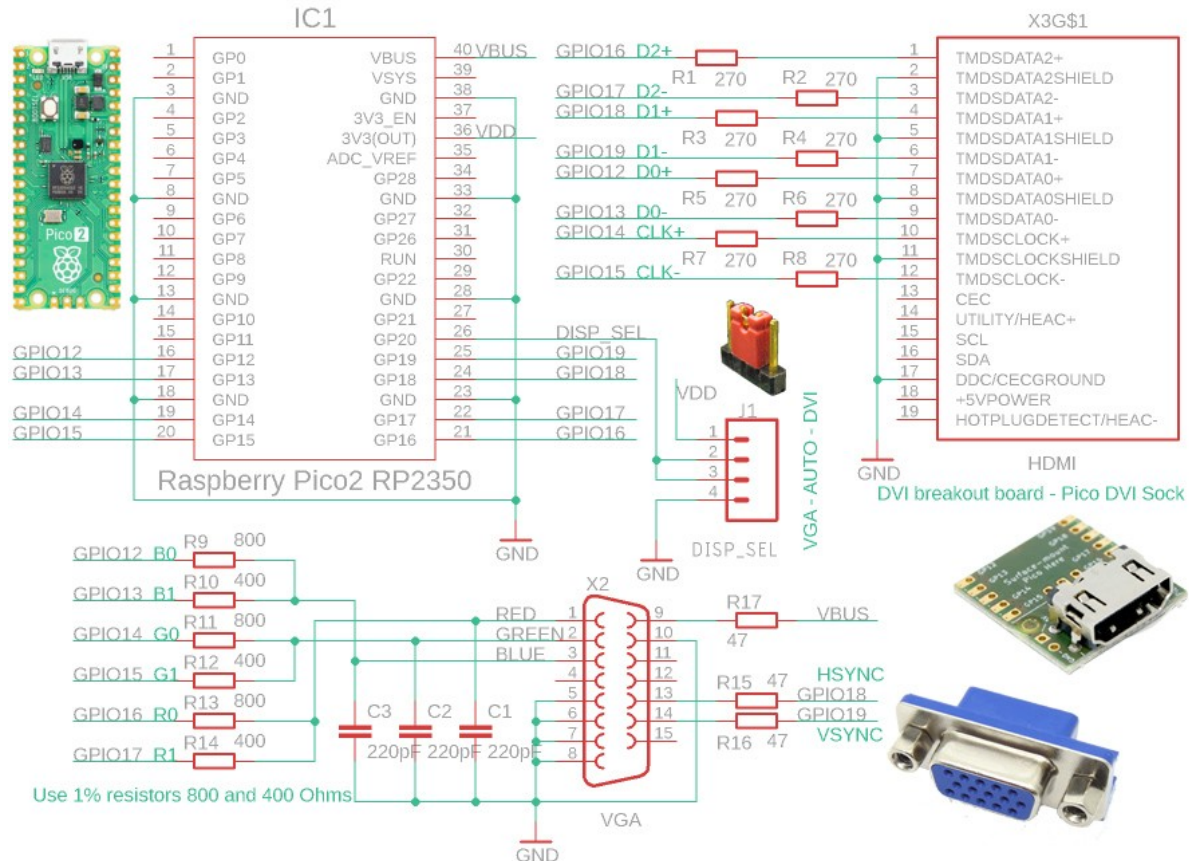 IC1
1 GP0 VBUS 40 VBUS
2 GP1 VSYS 39
3 GND GND 38
4 GP2 3V3_EN 37
5 GP3 3V3(OUT) 36 VDD
6 GP4 ADC_VREF 35
7 GP5 GP28 34
8 GND GND 33
9 GP6 GP27 32
10 GP7 GP26 31
11 GP8 RUN 30
12 GP9 GP22 29
13 GND GND 28
14 GP10 GP21 27
15 GP11 GP20 26 DISP_SEL
GPIO12 16 GP12 GP19 25 GPIO19
GPIO13 17 GP13 GP18 24 GPIO18
18 GND GND 23
GPIO14 19 GP14 GP17 22 GPIO17
GPIO15 20 GP15 GP16 21 GPIO16
Raspberry Pico2 RP2350
GND
Pico 2
X3G$1
GPIO16 D2+ 1 TMDSDATA2+
R1 270 R2 270 2 TMDSDATA2SHIELD
GPIO17 D2- 3 TMDSDATA2-
GPIO18 D1+ 4 TMDSDATA1+
R3 270 R4 270 5 TMDSDATA1SHIELD
GPIO19 D1- 6 TMDSDATA1-
GPIO12 D0+ 7 TMDSDATA0+
R5 270 R6 270 8 TMDSDATA0SHIELD
GPIO13 D0- 9 TMDSDATA0-
GPIO14 CLK+ 10 TMDSCLOCK+
R7 270 R8 270 11 TMDSCLOCKSHIELD
GPIO15 CLK- 12 TMDSCLOCK-
13 CEC
14 UTILITY/HEAC+
15 SCL
16 SDA
17 DDC/CECGROUND
18 +5VPOWER
19 HOTPLUGDETECT/HEAC-
GND
HDMI
DVI breakout board - Pico DVI Sock
VDD
J1
1
2
3
4
DISP_SEL
VGA - AUTO - DVI
GND
GPIO12 B0 R9 800
GPIO13 B1 R10 400
GPIO14 G0 R11 800
GPIO15 G1 R12 400
GPIO16 R0 R13 800
GPIO17 R1 R14 400
Use 1% resistors 800 and 400 Ohms
C3 220pF
C2 220pF
C1 220pF
X2
RED 1
GREEN 2
BLUE 3
4
5
6
7
8
9
10
11
12
13
14
15
VGA
GND
R17 47 VBUS
R15 47 HSYNC GPIO18
R16 47 GPIO19 VSYNC
Surface-mount
Pico Here
GP16
GP17
GP12
GP13
GP14